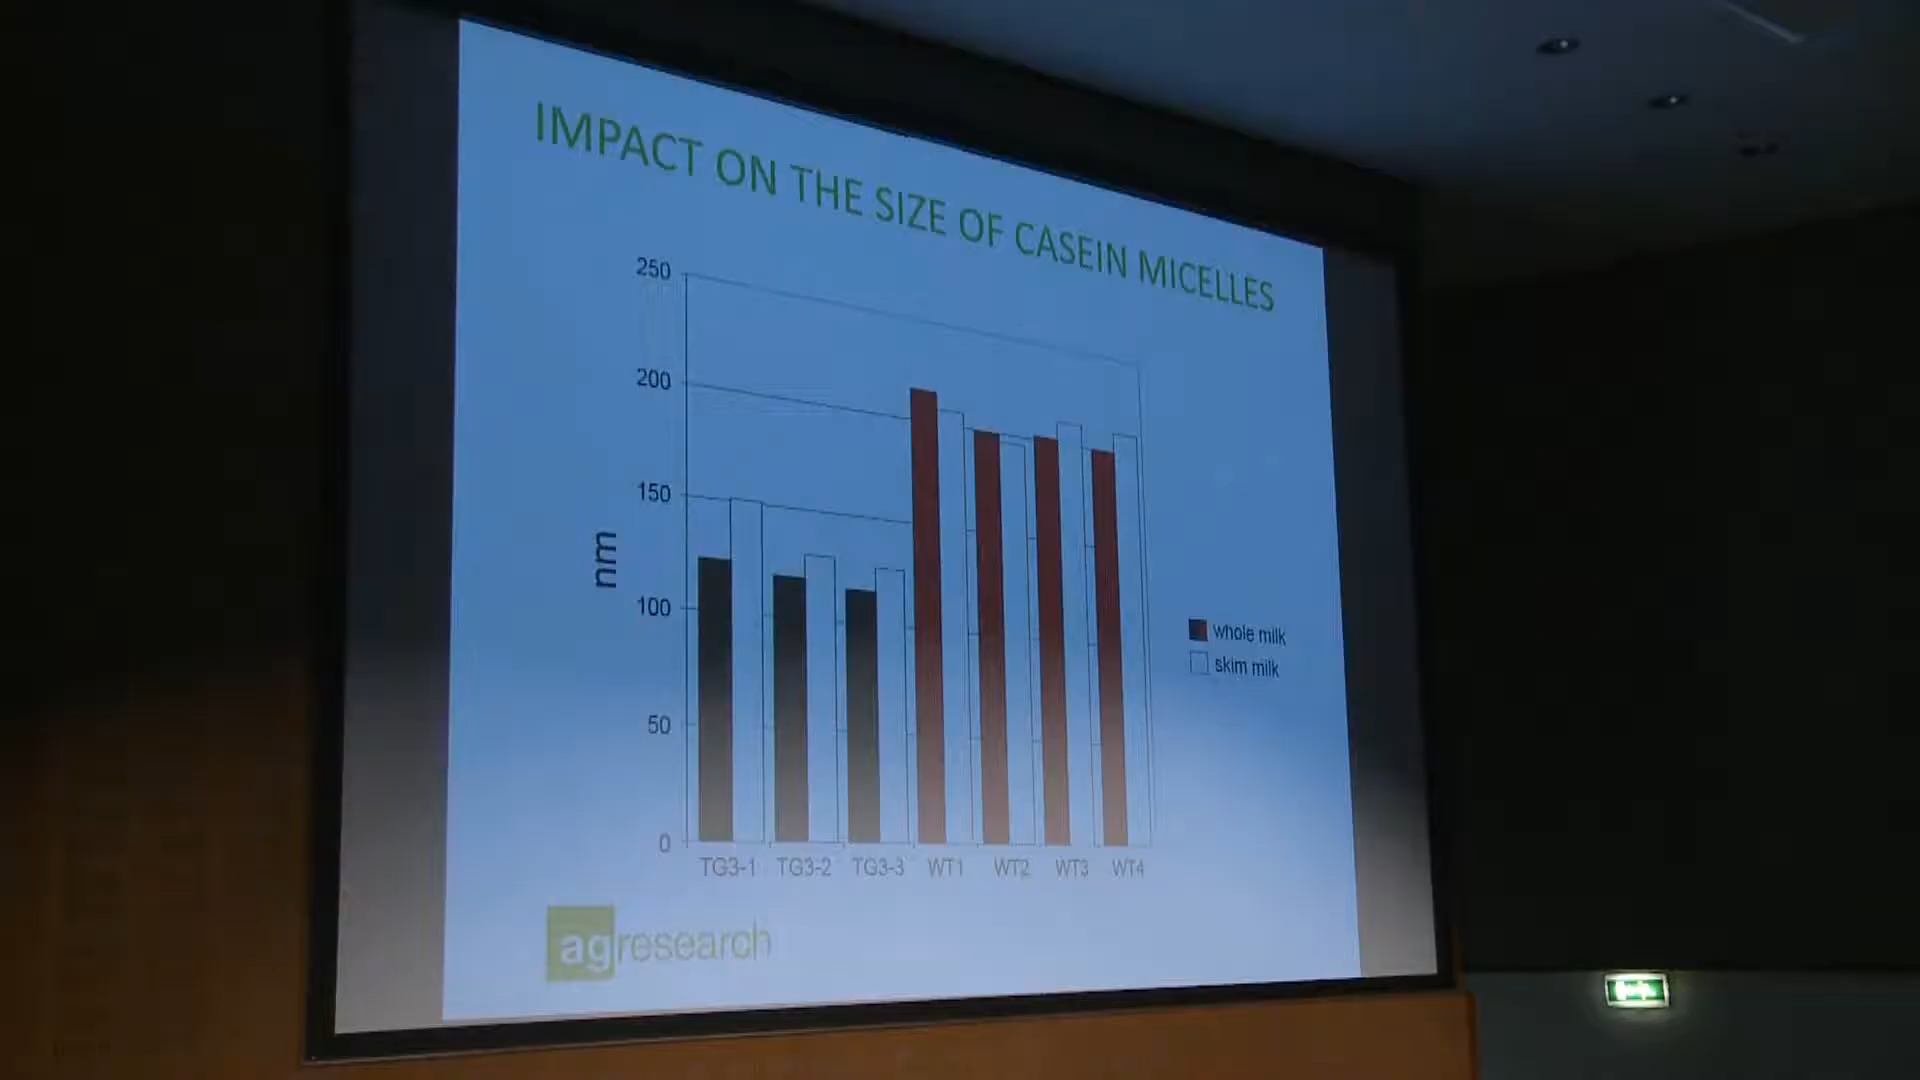 IMPACT ON THE SIZE OF CASEIN MICELLES
250
200
150
100
50
0
nm
whole milk
skim milk
TG3-1 TG3-2 TG3-3 WT1 WT2 WT3 WT4
agresearch